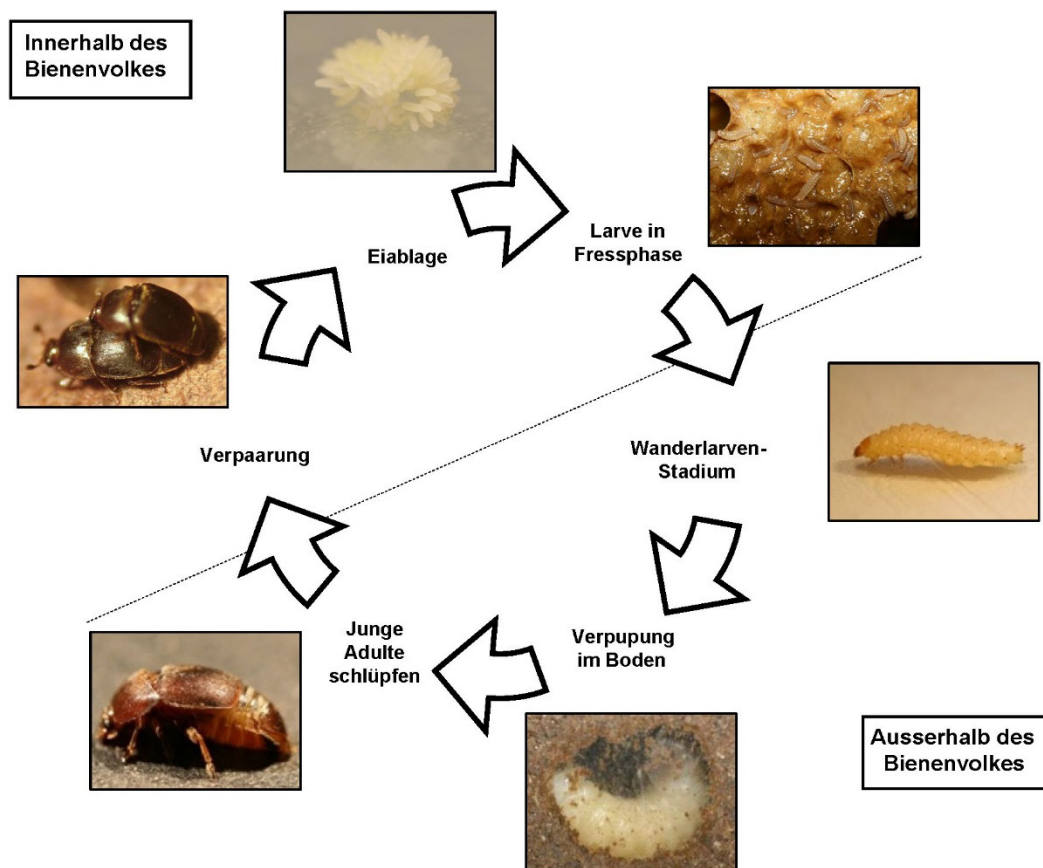 Innerhalb des
Bienenvolkes
Eiablage
Larve in
Fressphase
Verpaarung
Wanderlarven-
Stadium
Junge
Adulte
schlüpfen
Verpupung
im Boden
Ausserhalb des
Bienenvolkes